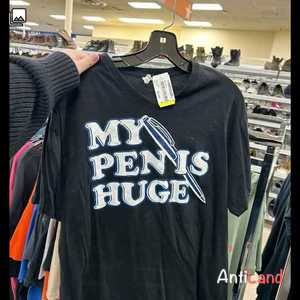 MY
PEN IS
HUGE
Anticand